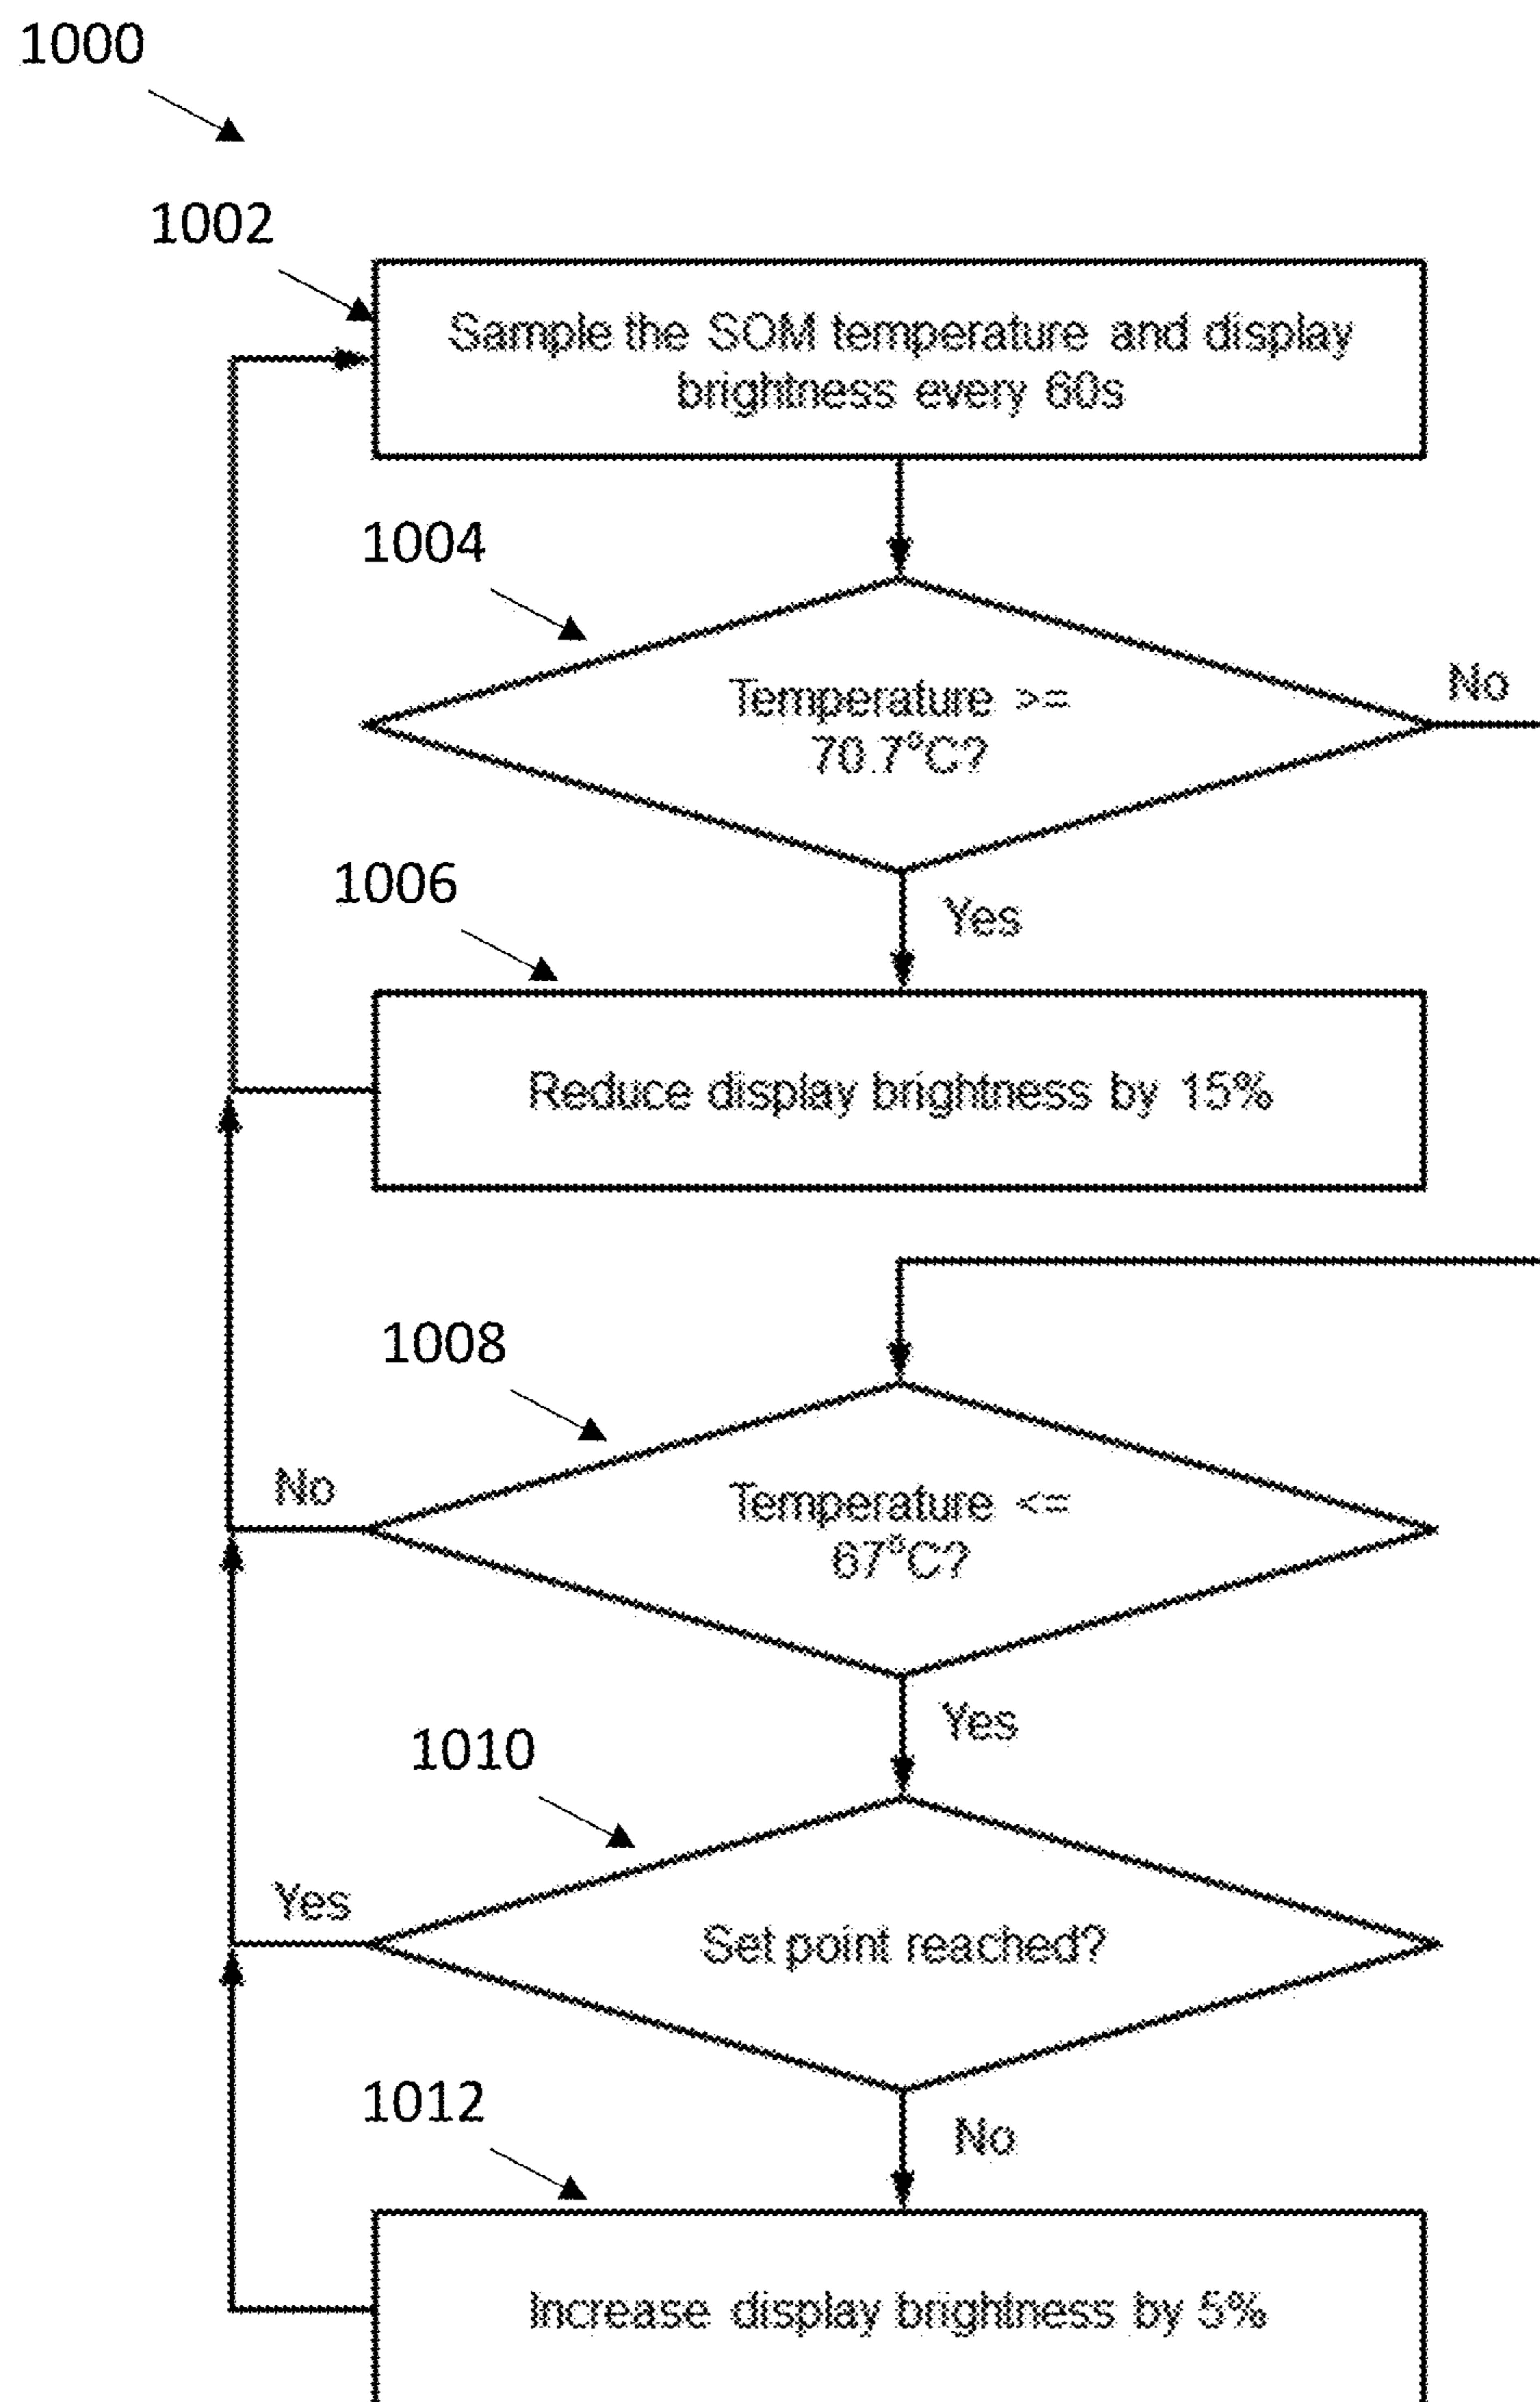 1000
1002
Sample the SOM temperature and display
brightness every 60s
1004
Temperature >=
70.7°C?
No
1006
Yes
Reduce display brightness by 15%
1008
No
Temperature <=
67°C?
Yes
1010
Yes
Set point reached?
1012
No
Increase display brightness by 5%